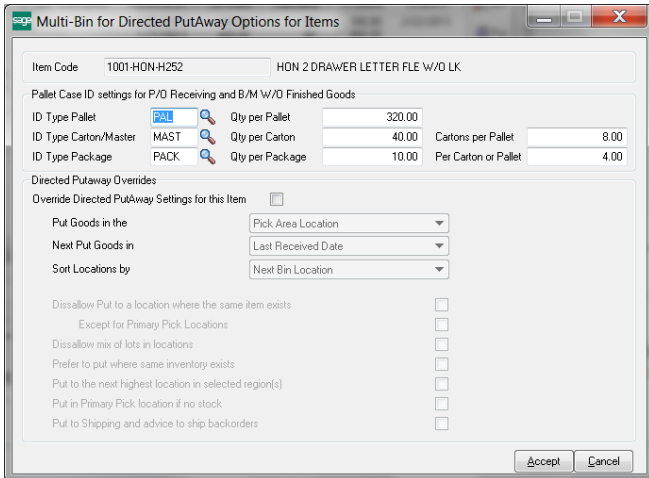 sage Multi-Bin for Directed PutAway Options for Items
Item Code 1001-HON-H252 HON 2 DRAWER LETTER FLE W/O LK
Pallet Case ID settings for P/O Receiving and B/M W/O Finished Goods
ID Type Pallet PAL Qty per Pallet 320.00
ID Type Carton/Master MAST Qty per Carton 40.00 Cartons per Pallet 8.00
ID Type Package PACK Qty per Package 10.00 Per Carton or Pallet 4.00
Directed Putaway Overrides
Override Directed PutAway Settings for this Item
Put Goods in the Pick Area Location
Next Put Goods in Last Received Date
Sort Locations by Next Bin Location
Dissallow Put to a location where the same item exists
Except for Primary Pick Locations
Dissallow mix of lots in locations
Prefer to put where same inventory exists
Put to the next highest location in selected region(s)
Put in Primary Pick location if no stock
Put to Shipping and advice to ship backorders
Accept Cancel